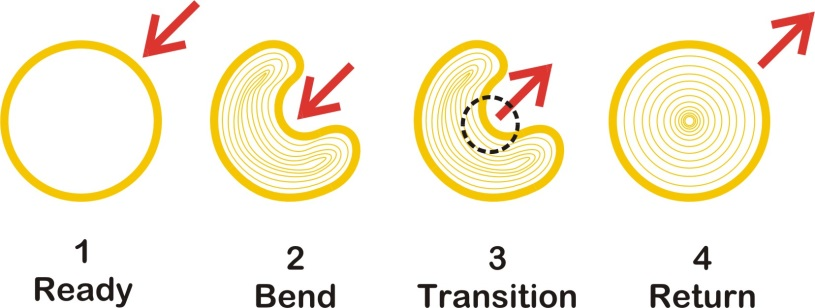 1
Ready
2
Bend
3
Transition
4
Return